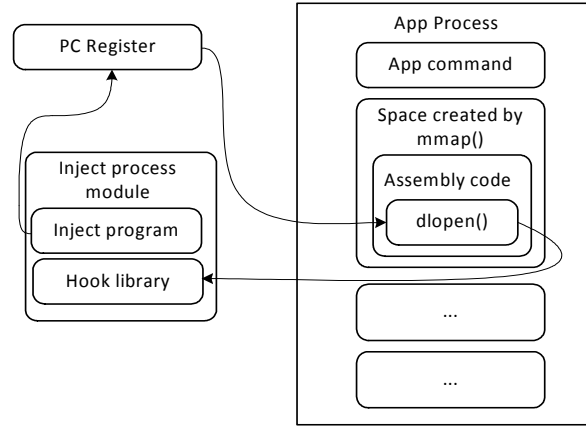 PC Register
Inject process
module
Inject program
Hook library
App Process
App command
Space created by
mmap()
Assembly code
dlopen()
...
...